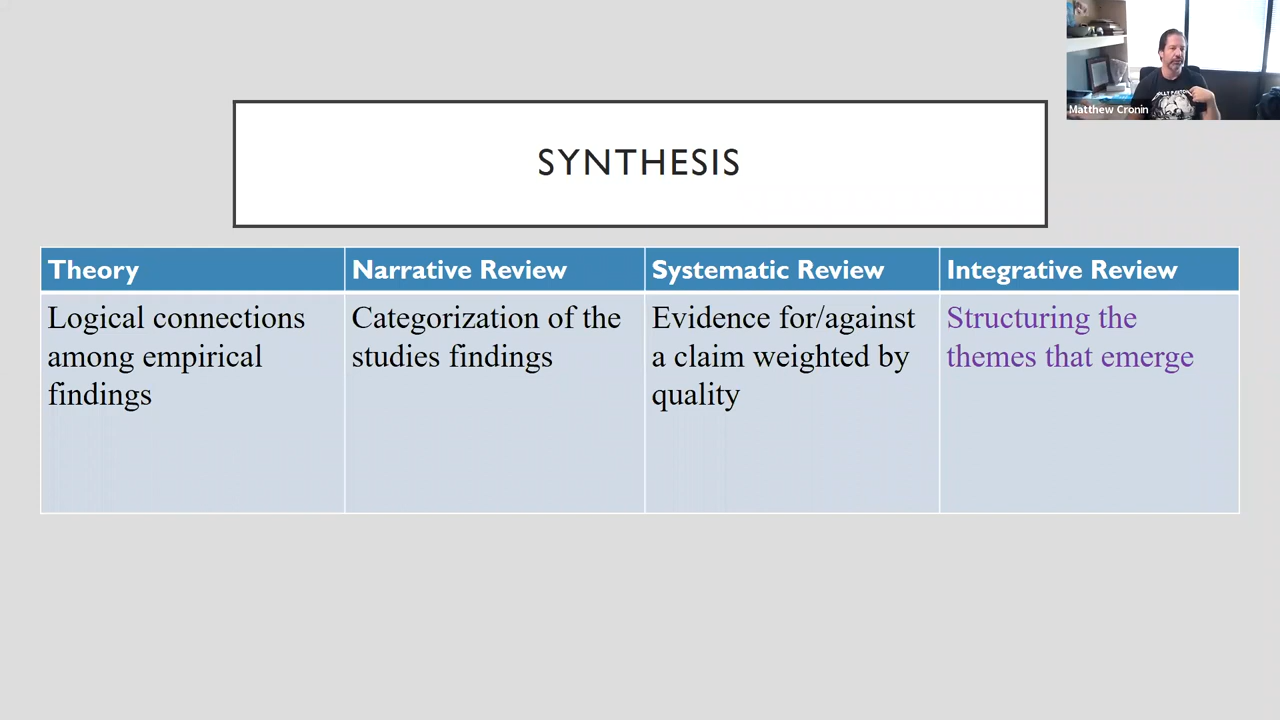 Matthew Cronin
SYNTHESIS
Theory
Narrative Review
Systematic Review
Integrative Review
Logical connections
among empirical
findings
Categorization of the
studies findings
Evidence for/against
a claim weighted by
quality
Structuring the
themes that emerge